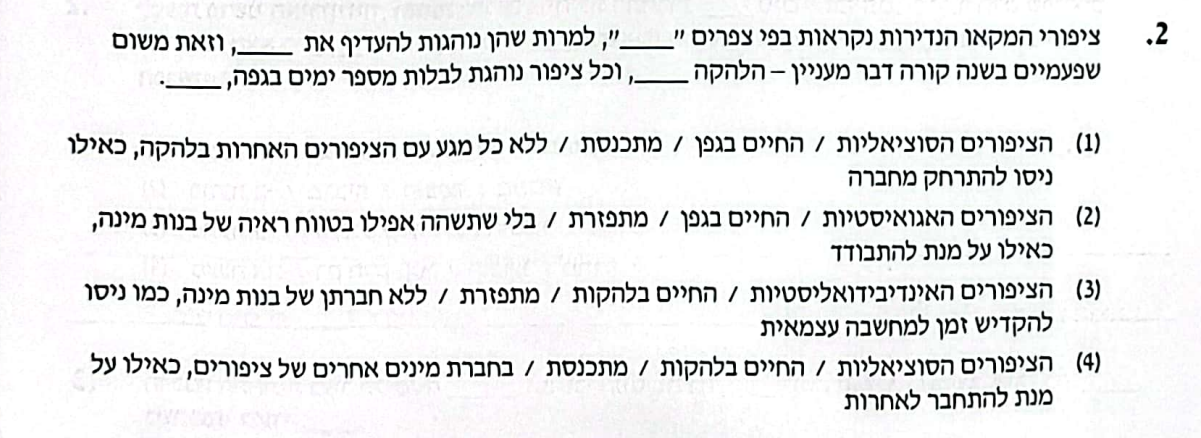 2. ציפורי המקאו הנדירות נקראות בפי צפרים "_____", למרות שהן נוהגות להעדיף את _____, וזאת משום
שפעמיים בשנה קורה דבר מעניין – הלהקה _____, וכל ציפור נוהגת לבלות מספר ימים בגפה, _____.
(1) הציפורים הסוציאליות / החיים בגפן / מתכנסת / ללא כל מגע עם הציפורים האחרות בלהקה, כאילו
ניסו להתרחק מחברה
(2) הציפורים האגואיסטיות / החיים בגפן / מתפזרת / בלי שתשהה אפילו בטווח ראיה של בנות מינה,
כאילו על מנת להתבודד
(3) הציפורים האינדיבידואליסטיות / החיים בלהקות / מתפזרת / ללא חברתן של בנות מינה, כמו ניסו
להקדיש זמן למחשבה עצמאית
(4) הציפורים הסוציאליות / החיים בלהקות / מתכנסת / בחברת מינים אחרים של ציפורים, כאילו על
מנת להתחבר לאחרות